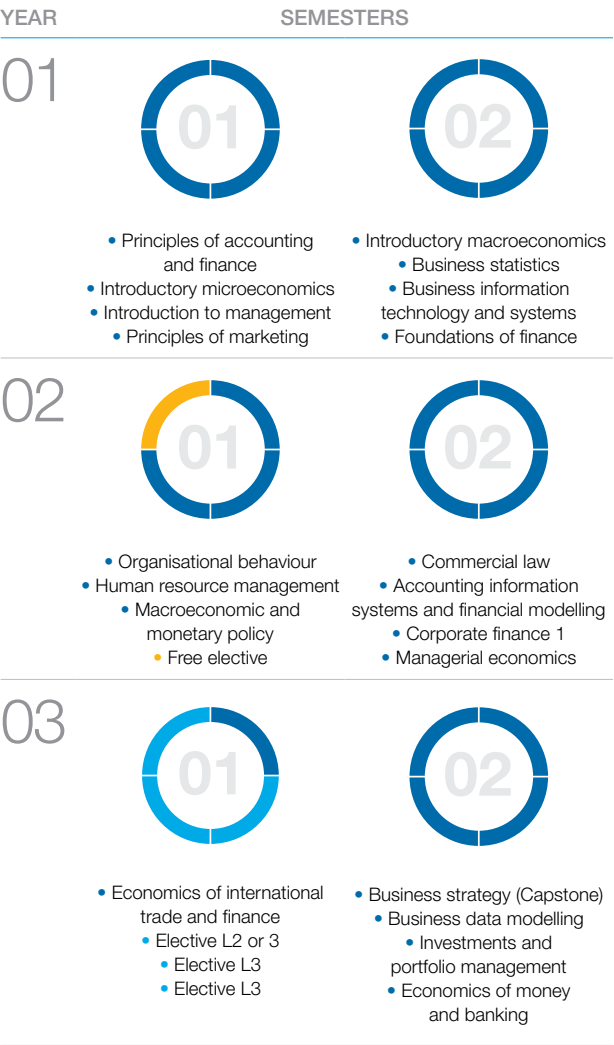 YEAR SEMESTERS
01
01
02
• Principles of accounting
and finance
• Introductory microeconomics
• Introduction to management
• Principles of marketing
• Introductory macroeconomics
• Business statistics
• Business information
technology and systems
• Foundations of finance
02
01
02
• Organisational behaviour
• Human resource management
• Macroeconomic and
monetary policy
• Free elective
• Commercial law
• Accounting information
systems and financial modelling
• Corporate finance 1
• Managerial economics
03
01
02
• Economics of international
trade and finance
• Elective L2 or 3
• Elective L3
• Elective L3
• Business strategy (Capstone)
• Business data modelling
• Investments and
portfolio management
• Economics of money
and banking